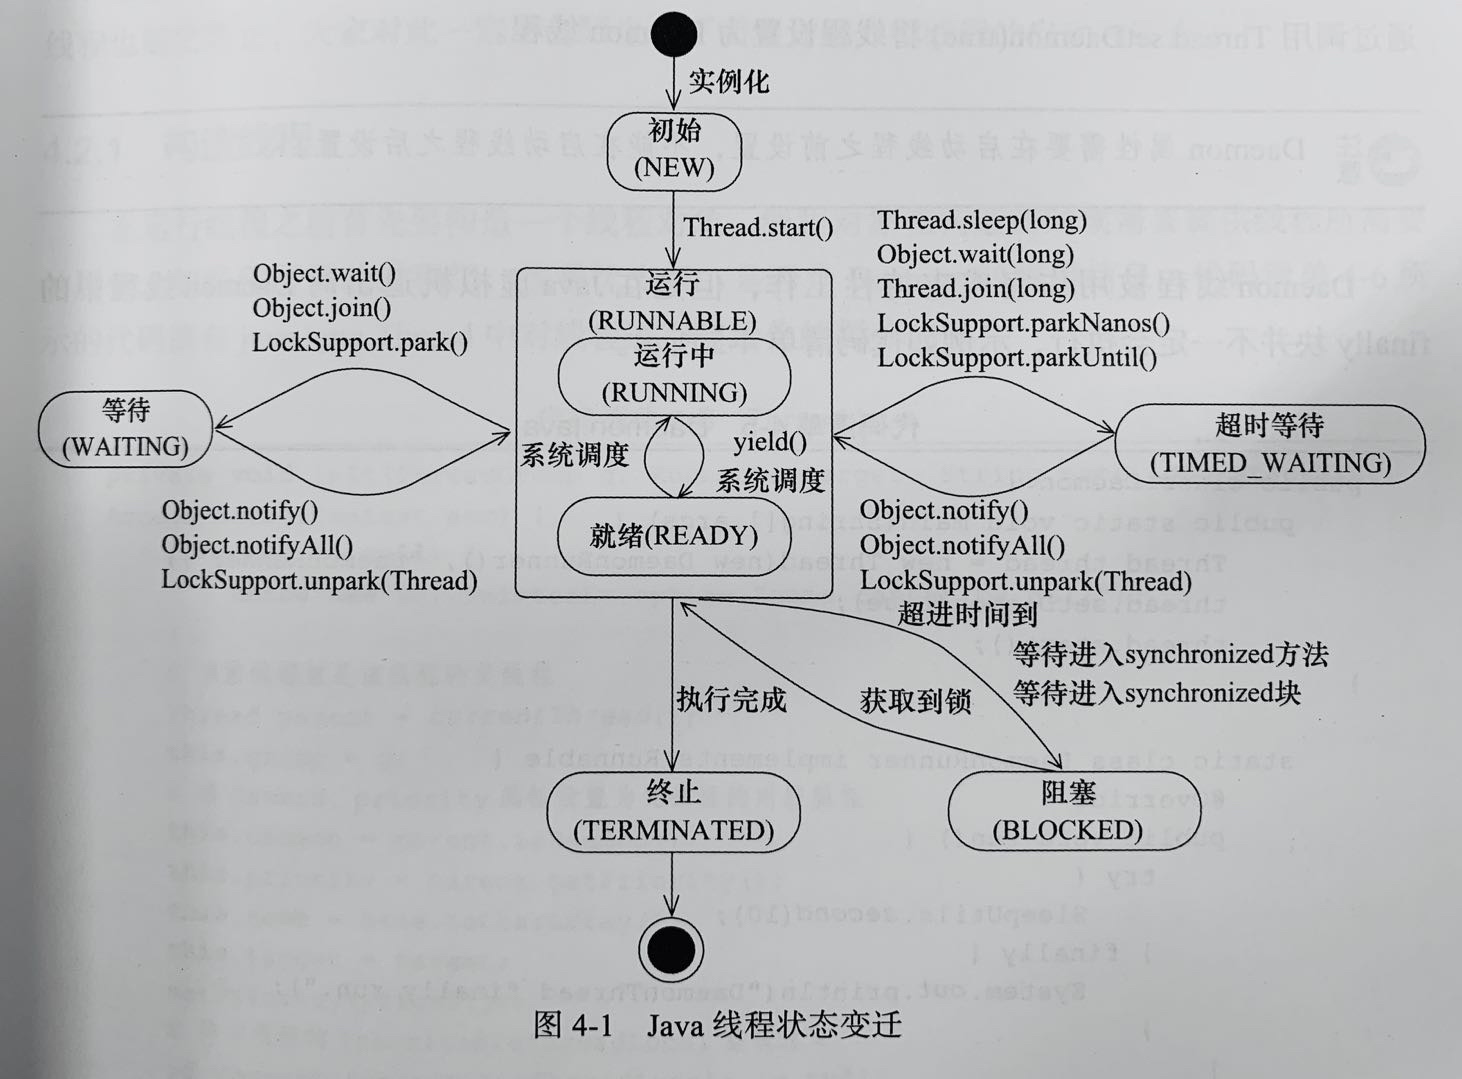 实例化
初始
(NEW)
Thread.start()
Object.wait()
Object.join()
LockSupport.park()
运行
(RUNNABLE)
Thread.sleep(long)
Object.wait(long)
Thread.join(long)
LockSupport.parkNanos()
LockSupport.parkUntil()
运行中
(RUNNING)
等待
(WAITING)
系统调度
yield()
系统调度
超时等待
(TIMED_WAITING)
Object.notify()
Object.notifyAll()
LockSupport.unpark(Thread)
就绪(READY)
Object.notify()
Object.notifyAll()
LockSupport.unpark(Thread)
超进时间到
等待进入synchronized方法
等待进入synchronized块
执行完成
获取到锁
终止
(TERMINATED)
阻塞
(BLOCKED)
图 4-1 Java 线程状态变迁